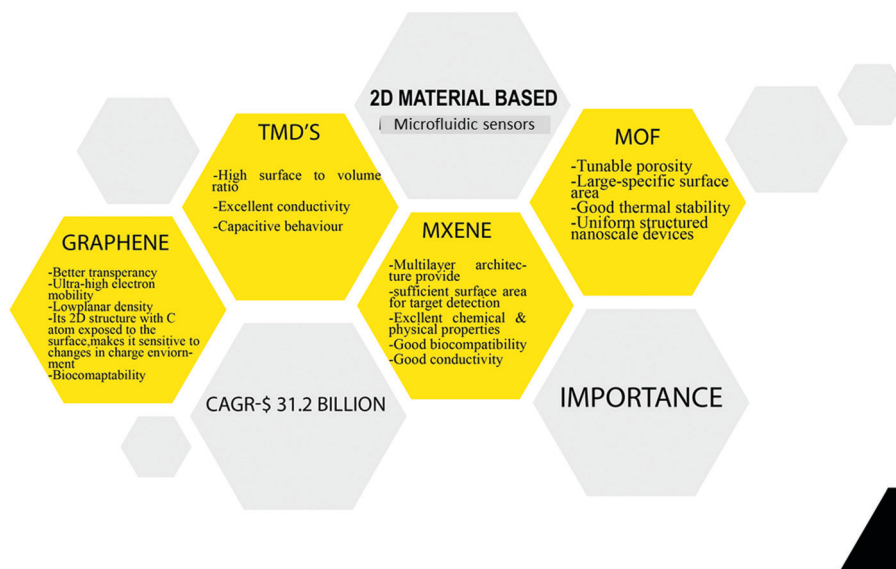 2D MATERIAL BASED
Microfluidic sensors
TMD'S
-High surface to volume
ratio
-Excellent conductivity
-Capacitive behaviour
MOF
-Tunable porosity
-Large-specific surface
area
-Good thermal stability
-Uniform structured
nanoscale devices
GRAPHENE
-Better transperancy
-Ultra-high electron
mobility
-Lowplanar density
-Its 2D structure with C
atom exposed to the
surface,makes it sensitive to
changes in charge enviorn-
ment
-Biocomaptability
MXENE
-Multilayer architec-
ture provide
-sufficient surface area
for target detection
-Excllent chemical &
physical properties
-Good biocompatibility
-Good conductivity
CAGR-$ 31.2 BILLION
IMPORTANCE